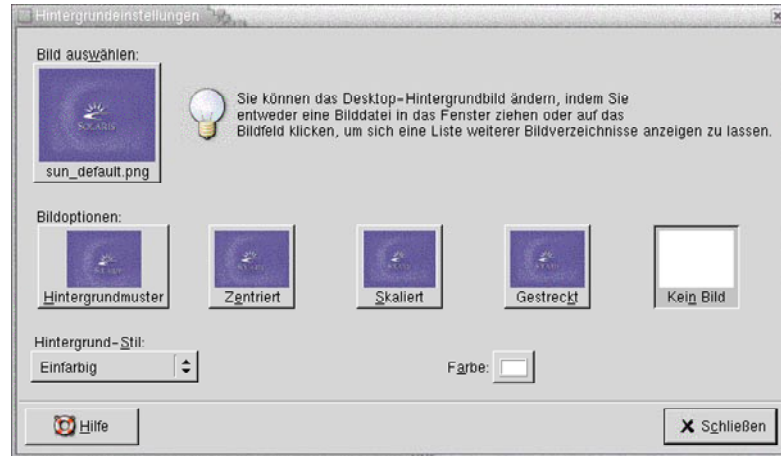 Hintergrundeinstellungen
Bild auswählen:
SOLARIS
sun_default.png
Sie können das Desktop-Hintergrundbild ändern, indem Sie
entweder eine Bilddatei in das Fenster ziehen oder auf das
Bildfeld klicken, um sich eine Liste weiterer Bildverzeichnisse anzeigen zu lassen.
Bildoptionen:
Hintergrundmuster
Zentriert
Skaliert
Gestreckt
Kein Bild
Hintergrund-Stil:
Einfarbig
Farbe:
Hilfe
Schließen